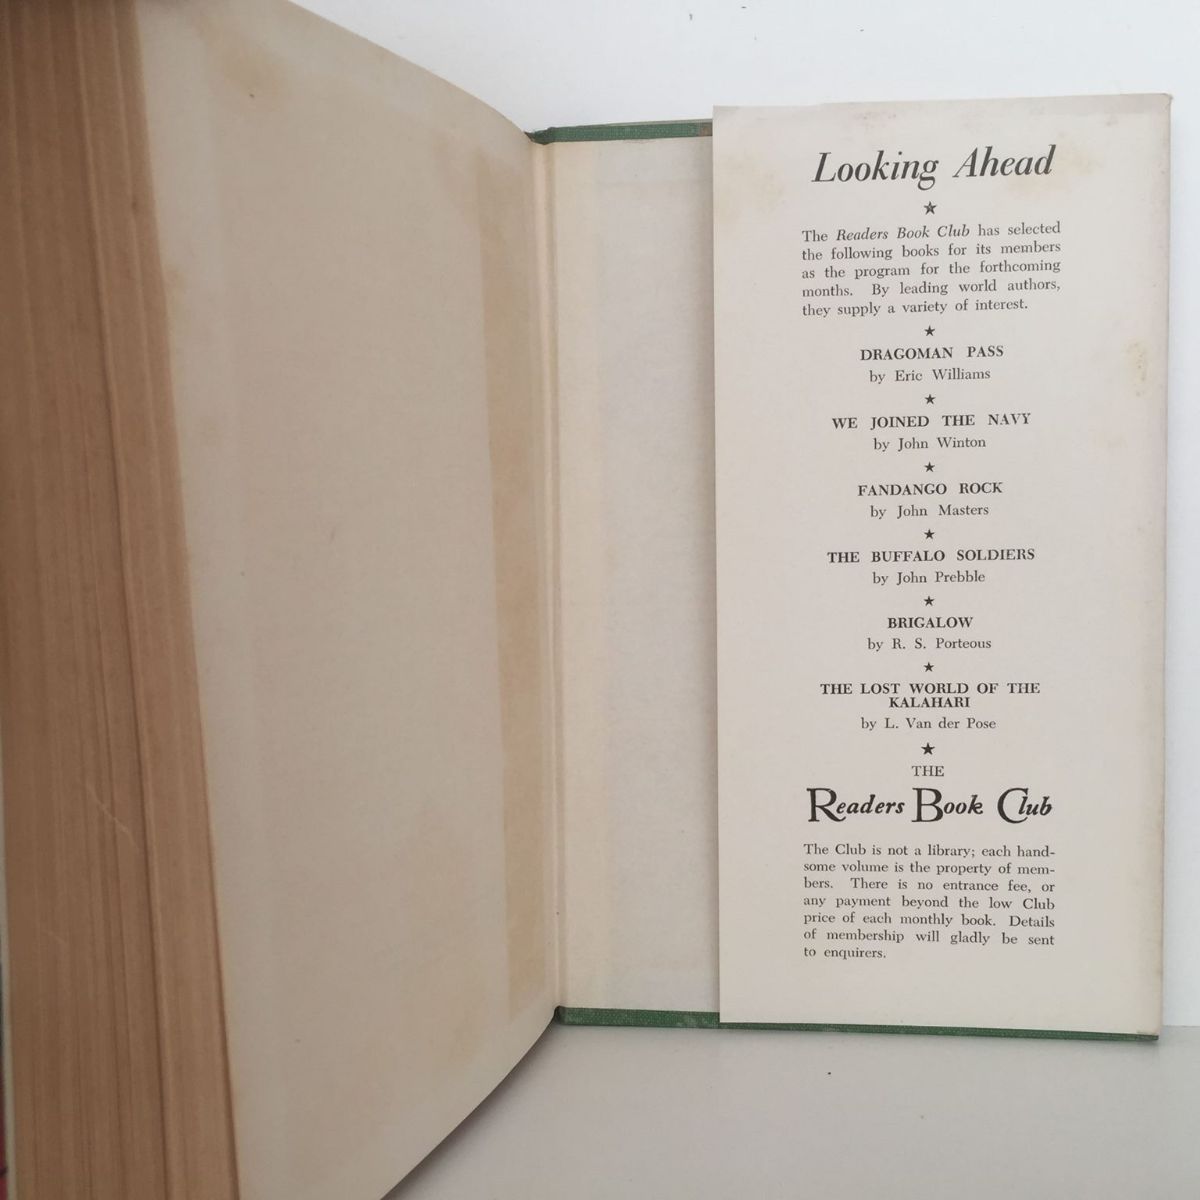 Looking Ahead
★
The Readers Book Club has selected
the following books for its members
as the program for the forthcoming
months. By leading world authors,
they supply a variety of interest.
★
DRAGOMAN PASS
by Eric Williams
★
WE JOINED THE NAVY
by John Winton
★
FANDANGO ROCK
by John Masters
★
THE BUFFALO SOLDIERS
by John Prebble
★
BRIGALOW
by R. S. Porteous
★
THE LOST WORLD OF THE
KALAHARI
by L. Van der Pose
★
THE
Readers Book Club
The Club is not a library; each hand-
some volume is the property of mem-
bers. There is no entrance fee, or
any payment beyond the low Club
price of each monthly book. Details
of membership will gladly be sent
to enquirers.